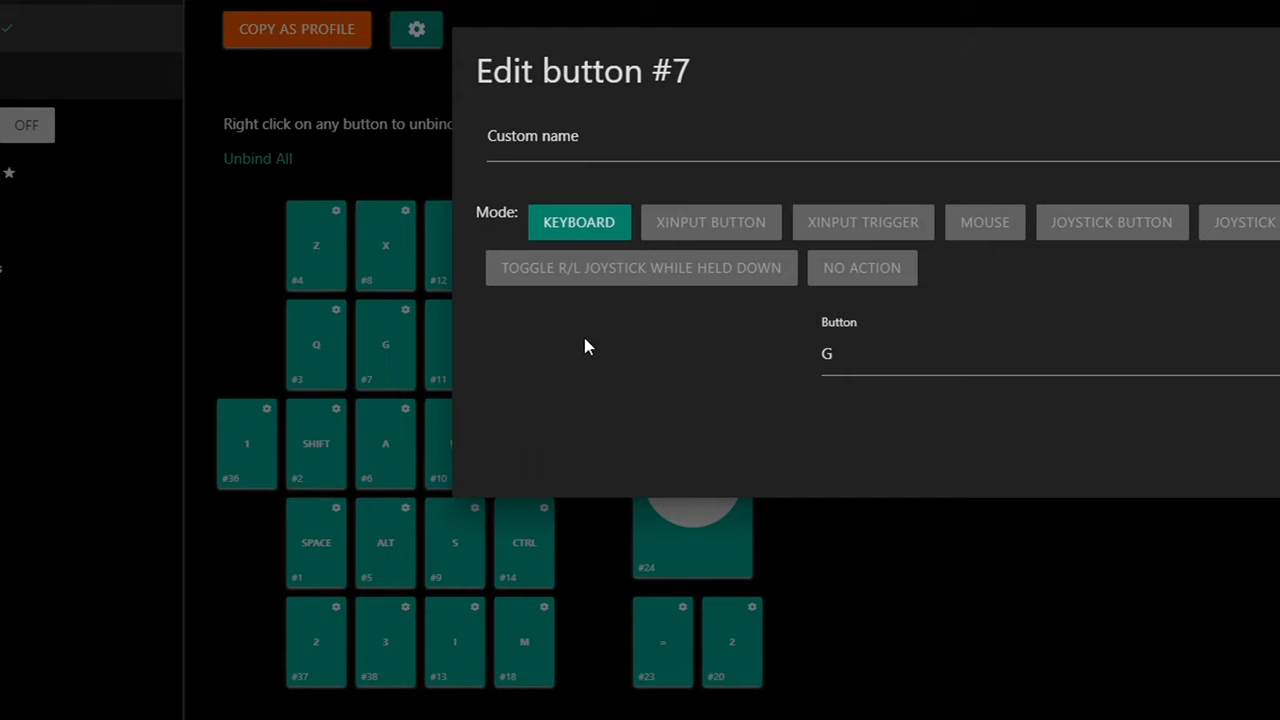 COPY AS PROFILE
Edit button #7
OFF
Right click on any button to unbind
Custom name
Unbind All
Mode: KEYBOARD XINPUT BUTTON XINPUT TRIGGER MOUSE JOYSTICK BUTTON JOYSTICK
TOGGLE R/L JOYSTICK WHILE HELD DOWN NO ACTION
Z X
#4 #8 #12
Button
G
Q G
#3 #7 #11
1 SHIFT A
#36 #2 #6 #10
SPACE ALT S CTRL
#1 #5 #9 #14 #24
2 3 I M = 2
#37 #38 #13 #18 #23 #20